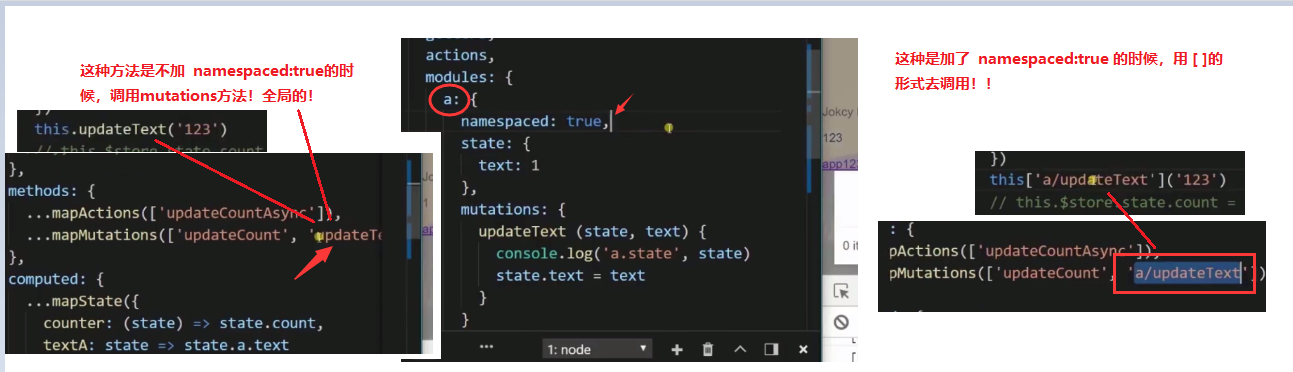 这种方法是不加 namespaced:true的时
候，调用mutations方法！全局的！
})
this.updateText('123')
// this.$store.state.count
},
methods: {
...mapActions(['updateCountAsync']),
...mapMutations(['updateCount', 'updateTe
},
computed: {
...mapState({
counter: (state) => state.count,
textA: state => state.a.text
actions,
modules: {
a: {
namespaced: true,
state: {
text: 1
},
mutations: {
updateText (state, text) {
console.log('a.state', state)
state.text = text
}
}
1: node
Jokcy
123
app123
0 it
这种是加了 namespaced:true 的时候，用 [ ]的
形式去调用！！
})
this['a/updateText']('123')
// this.$store.state.count =
: {
pActions(['updateCountAsync']),
pMutations(['updateCount', 'a/updateText'])